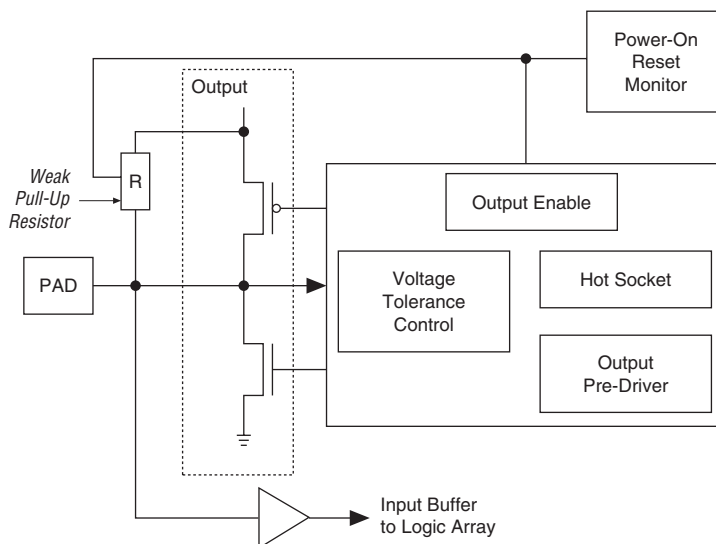 Power-On
Reset
Monitor
Output
Weak
Pull-Up
Resistor
R
Output Enable
PAD
Voltage
Tolerance
Control
Hot Socket
Output
Pre-Driver
Input Buffer
to Logic Array